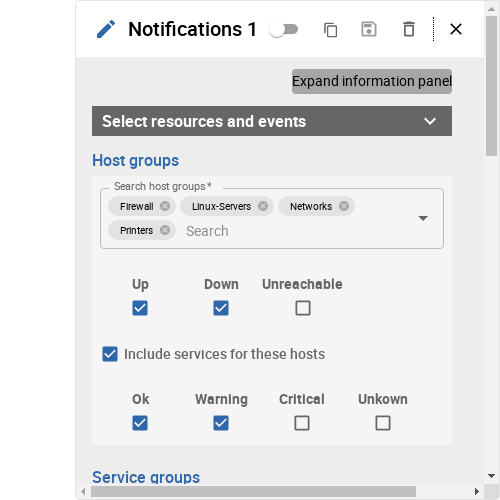 Notifications 1
Expand information panel
Select resources and events
Host groups
Search host groups *
Firewall Linux-Servers Networks
Printers Search
Up Down Unreachable
Include services for these hosts
Ok Warning Critical Unkown
Service groups